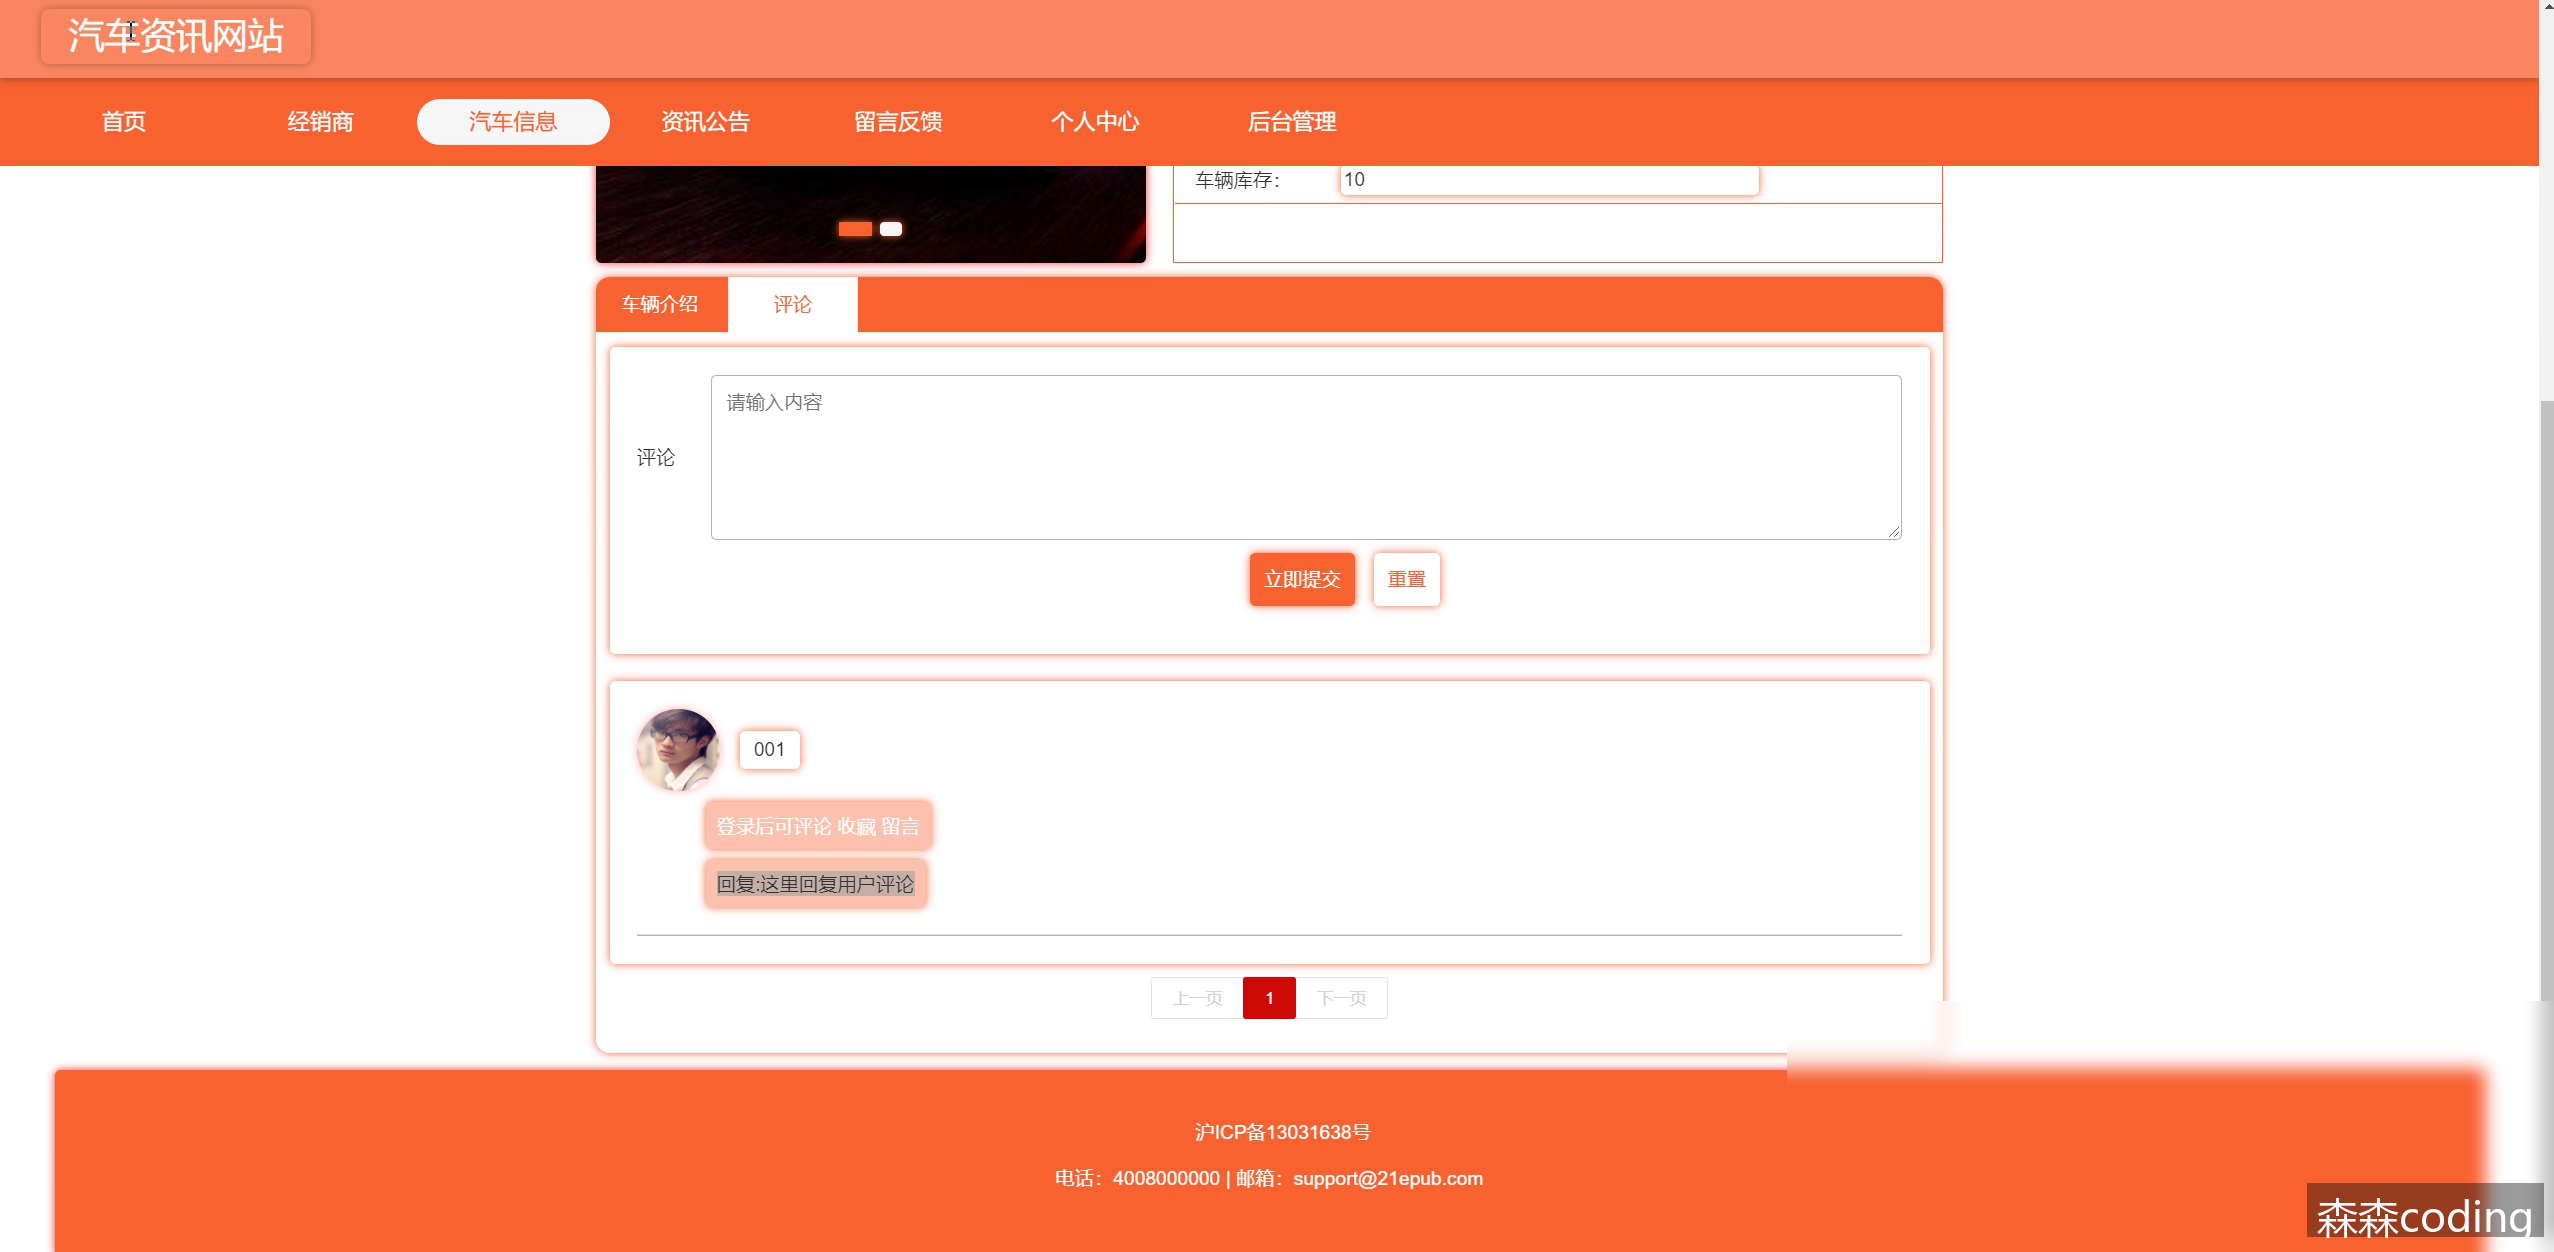 汽车资讯网站
首页 经销商 汽车信息 资讯公告 留言反馈 个人中心 后台管理
车辆库存： 10
车辆介绍 评论
请输入内容
评论
立即提交 重置
001
登录后可评论 收藏 留言
回复:这里回复用户评论
上一页 1 下一页
沪ICP备13031638号
电话：4008000000 | 邮箱：support@21epub.com
森森coding